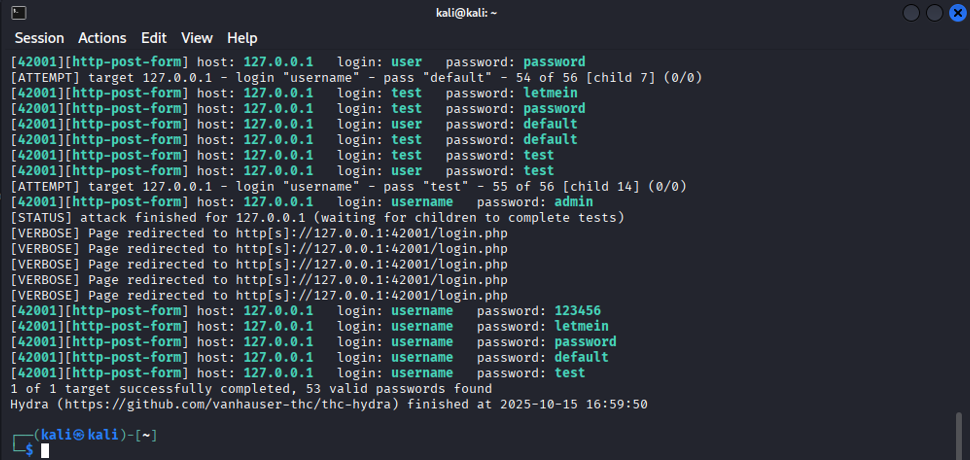 kali@kali: ~
Session Actions Edit View Help
[42001][http-post-form] host: 127.0.0.1 login: user password: password
[ATTEMPT] target 127.0.0.1 - login "username" - pass "default" - 54 of 56 [child 7] (0/0)
[42001][http-post-form] host: 127.0.0.1 login: test password: letmein
[42001][http-post-form] host: 127.0.0.1 login: test password: password
[42001][http-post-form] host: 127.0.0.1 login: user password: default
[42001][http-post-form] host: 127.0.0.1 login: test password: default
[42001][http-post-form] host: 127.0.0.1 login: test password: test
[42001][http-post-form] host: 127.0.0.1 login: user password: test
[ATTEMPT] target 127.0.0.1 - login "username" - pass "test" - 55 of 56 [child 14] (0/0)
[42001][http-post-form] host: 127.0.0.1 login: username password: admin
[STATUS] attack finished for 127.0.0.1 (waiting for children to complete tests)
[VERBOSE] Page redirected to http[s]://127.0.0.1:42001/login.php
[VERBOSE] Page redirected to http[s]://127.0.0.1:42001/login.php
[VERBOSE] Page redirected to http[s]://127.0.0.1:42001/login.php
[VERBOSE] Page redirected to http[s]://127.0.0.1:42001/login.php
[VERBOSE] Page redirected to http[s]://127.0.0.1:42001/login.php
[42001][http-post-form] host: 127.0.0.1 login: username password: 123456
[42001][http-post-form] host: 127.0.0.1 login: username password: letmein
[42001][http-post-form] host: 127.0.0.1 login: username password: password
[42001][http-post-form] host: 127.0.0.1 login: username password: default
[42001][http-post-form] host: 127.0.0.1 login: username password: test
1 of 1 target successfully completed, 53 valid passwords found
Hydra (https://github.com/vanhauser-thc/thc-hydra) finished at 2025-10-15 16:59:50
┌──(kali㉿kali)-[~]
└─$